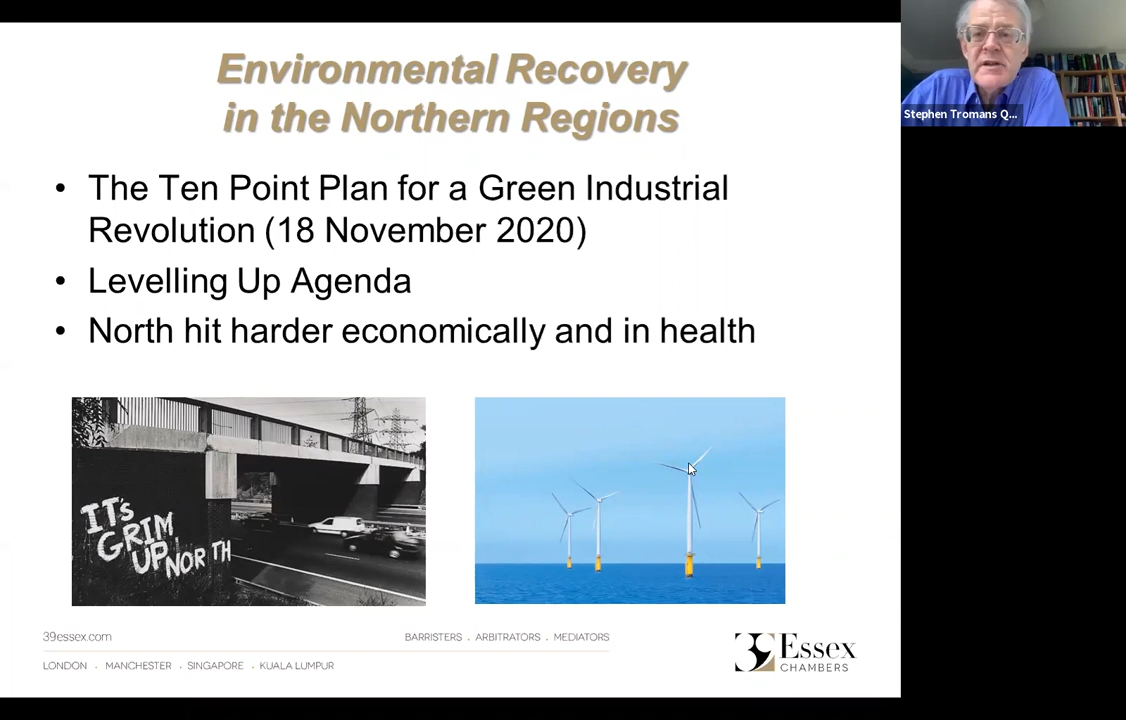 Environmental Recovery
in the Northern Regions
Stephen Tromans Q...
• The Ten Point Plan for a Green Industrial
Revolution (18 November 2020)
• Levelling Up Agenda
• North hit harder economically and in health
IT'S
GRIM
UP NORTH
39essex.com
BARRISTERS . ARBITRATORS . MEDIATORS
LONDON . MANCHESTER . SINGAPORE . KUALA LUMPUR
39 Essex
CHAMBERS